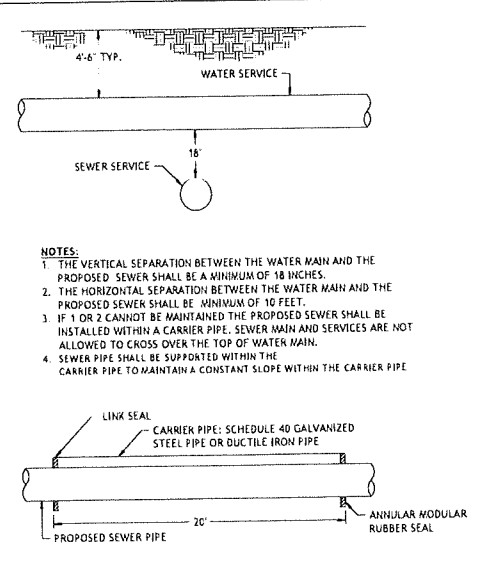 4'-6" TYP.
WATER SERVICE
18"
SEWER SERVICE
NOTES:
1. THE VERTICAL SEPARATION BETWEEN THE WATER MAIN AND THE
PROPOSED SEWER SHALL BE A MINIMUM OF 18 INCHES.
2. THE HORIZONTAL SEPARATION BETWEEN THE WATER MAIN AND THE
PROPOSED SEWER SHALL BE MINIMUM OF 10 FEET.
3. IF 1 OR 2 CANNOT BE MAINTAINED THE PROPOSED SEWER SHALL BE
INSTALLED WITHIN A CARRIER PIPE. SEWER MAIN AND SERVICES ARE NOT
ALLOWED TO CROSS OVER THE TOP OF WATER MAIN.
4. SEWER PIPE SHALL BE SUPPORTED WITHIN THE
CARRIER PIPE TO MAINTAIN A CONSTANT SLOPE WITHIN THE CARRIER PIPE
LINK SEAL
CARRIER PIPE: SCHEDULE 40 GALVANIZED
STEEL PIPE OR DUCTILE IRON PIPE
20'
ANNULAR MODULAR
RUBBER SEAL
PROPOSED SEWER PIPE